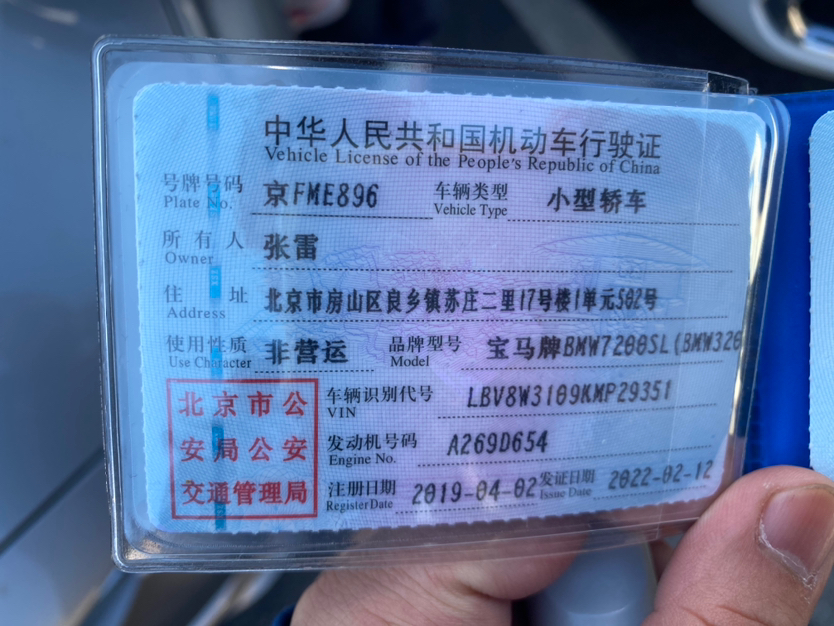 中华人民共和国机动车行驶证
Vehicle License of the People's Republic of China
号牌号码 京FME896 车辆类型 小型轿车
Plate No. Vehicle Type
所有人 张雷
Owner
住址 北京市房山区良乡镇苏庄二里17号楼1单元502号
Address
使用性质 非营运 品牌型号 宝马牌BMW7200SL(BMW320
Use Character Model
北京市公
安局公安
交通管理局
车辆识别代号 LBV8W3109KMP29351
VIN
发动机号码 A269D654
Engine No.
注册日期 2019-04-02 发证日期 2022-02-12
Register Date Issue Date